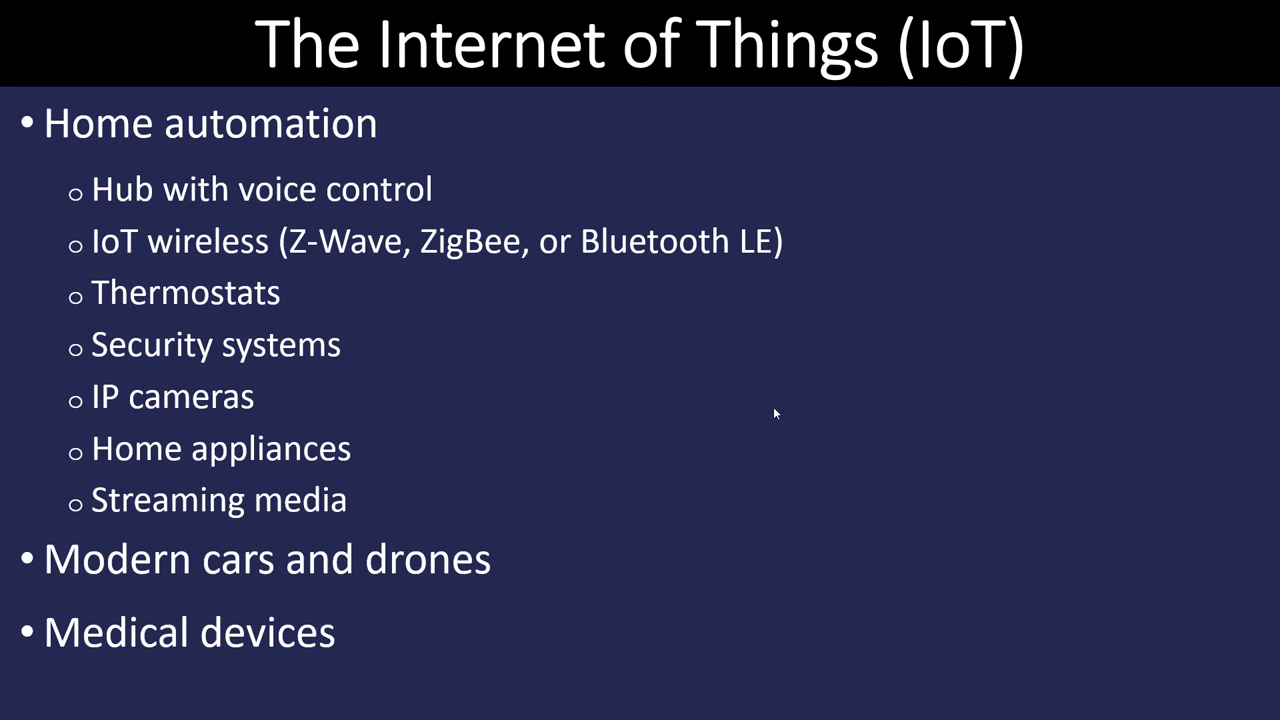 The Internet of Things (IoT)
• Home automation
o Hub with voice control
o IoT wireless (Z-Wave, ZigBee, or Bluetooth LE)
o Thermostats
o Security systems
o IP cameras
o Home appliances
o Streaming media
• Modern cars and drones
• Medical devices